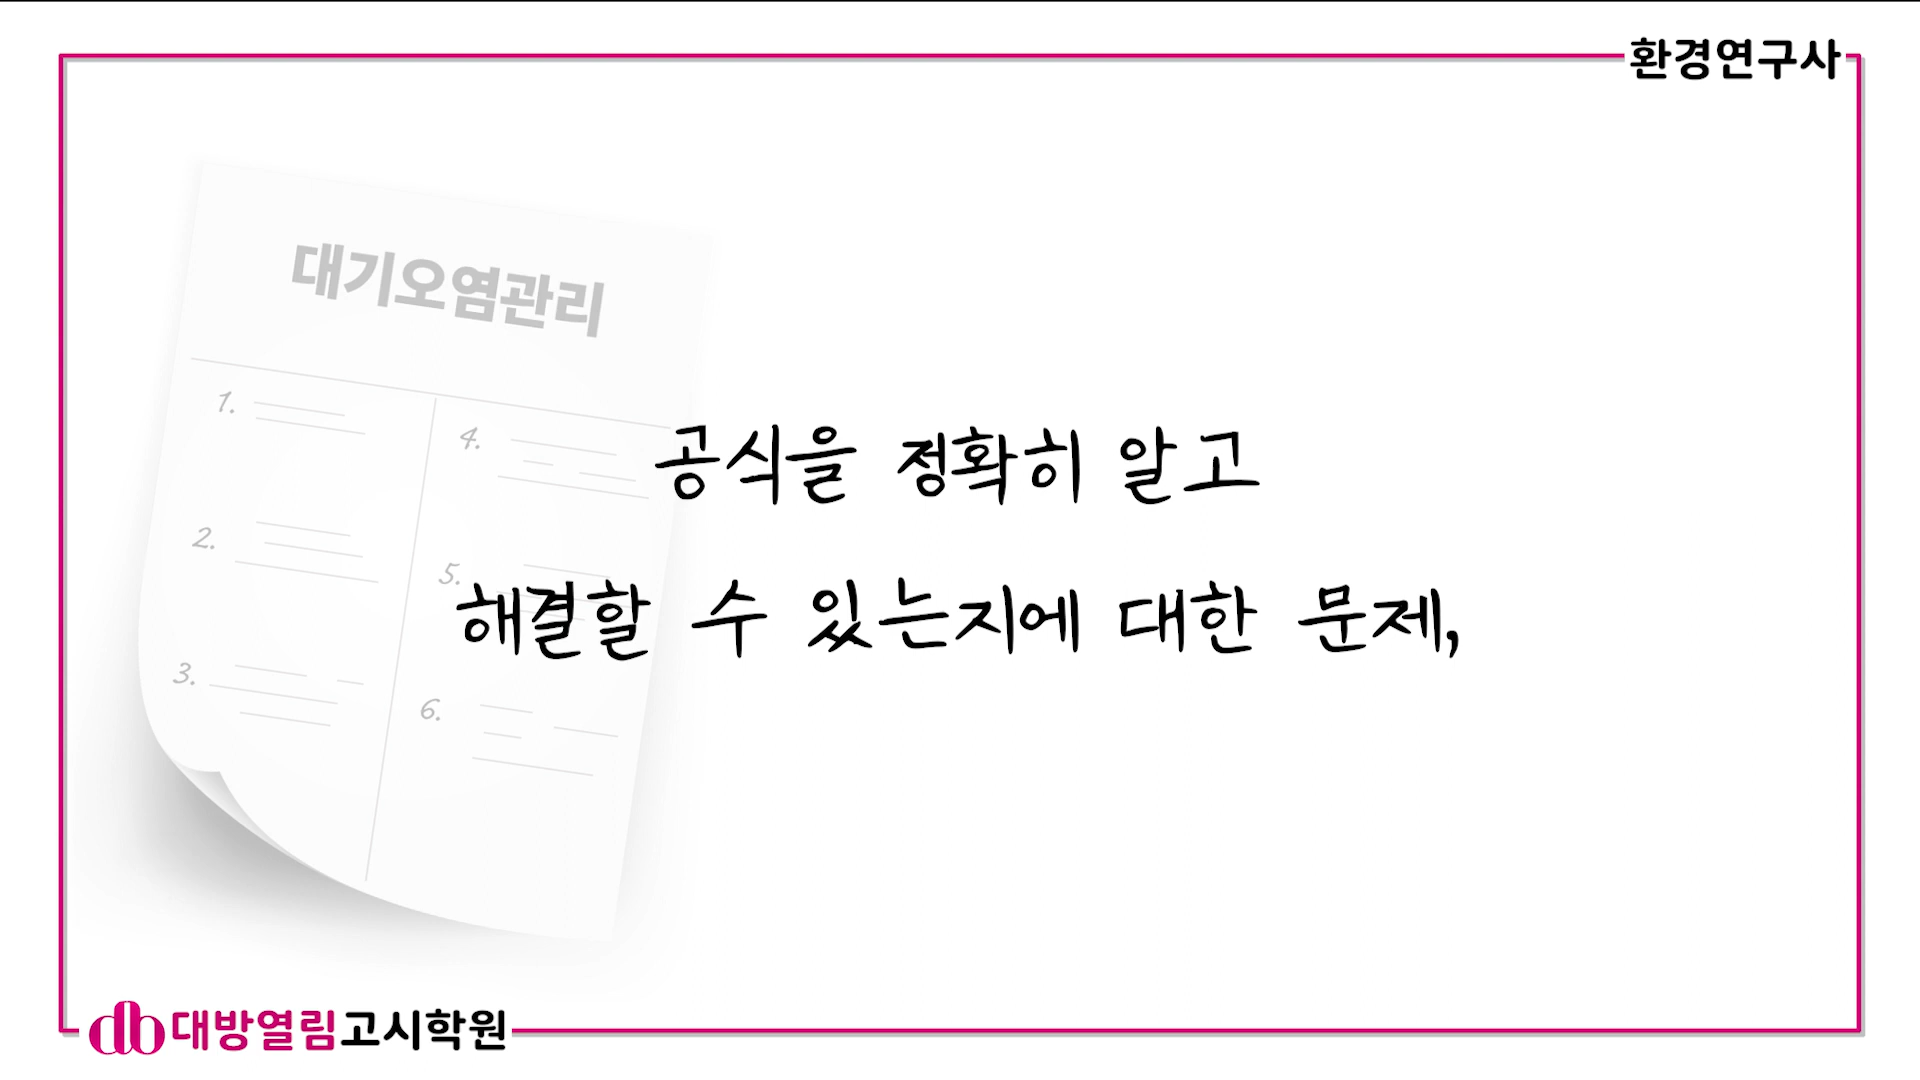 환경연구사
대기오염관리
1.
2.
3.
4.
5.
6.
공식을 정확히 알고
해결할 수 있는지에 대한 문제,
db 대방열림고시학원